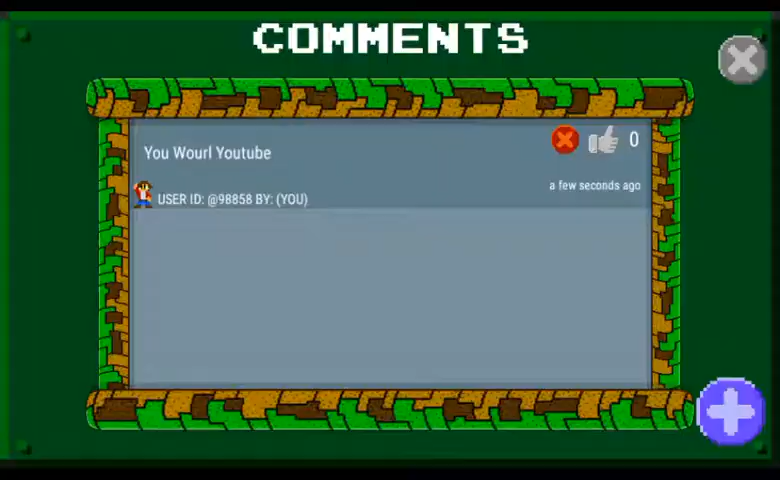 COMMENTS
You Wourl Youtube
0
a few seconds ago
USER ID: @98858 BY: (YOU)